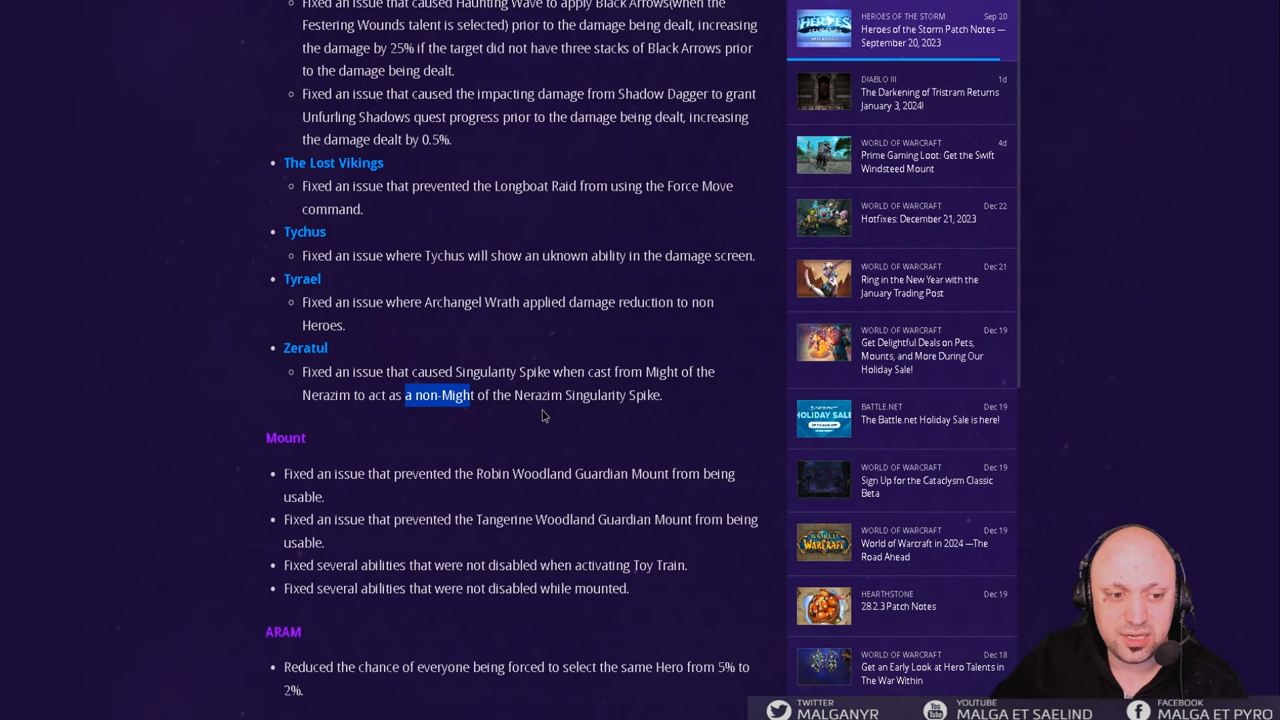 Fixed an issue that caused Haunting Wave to apply Black Arrows(when the
Festering Wounds talent is selected) prior to the damage being dealt, increasing
the damage by 25% if the target did not have three stacks of Black Arrows prior
to the damage being dealt.
Fixed an issue that caused the impacting damage from Shadow Dagger to grant
Unfurling Shadows quest progress prior to the damage being dealt, increasing
the damage dealt by 0.5%.
The Lost Vikings
Fixed an issue that prevented the Longboat Raid from using the Force Move
command.
Tychus
Fixed an issue where Tychus will show an uknown ability in the damage screen.
Tyrael
Fixed an issue where Archangel Wrath applied damage reduction to non
Heroes.
Zeratul
Fixed an issue that caused Singularity Spike when cast from Might of the
Nerazim to act as a non-Might of the Nerazim Singularity Spike.
Mount
Fixed an issue that prevented the Robin Woodland Guardian Mount from being
usable.
Fixed an issue that prevented the Tangerine Woodland Guardian Mount from being
usable.
Fixed several abilities that were not disabled when activating Toy Train.
Fixed several abilities that were not disabled while mounted.
ARAM
Reduced the chance of everyone being forced to select the same Hero from 5% to
2%.
HEROES OF THE STORM Sep 20
Heroes of the Storm Patch Notes —
September 20, 2023
DIABLO III 1d
The Darkening of Tristram Returns
January 3, 2024!
WORLD OF WARCRAFT 4d
Prime Gaming Loot: Get the Swift
Windsteed Mount
WORLD OF WARCRAFT Dec 22
Hotfixes: December 21, 2023
WORLD OF WARCRAFT Dec 21
Ring in the New Year with the
January Trading Post
WORLD OF WARCRAFT Dec 19
Get Delightful Deals on Pets,
Mounts, and More During Our
Holiday Sale!
HOLIDAY SALE
BATTLE.NET Dec 19
The Battle.net Holiday Sale is here!
WORLD OF WARCRAFT Dec 19
Sign Up for the Cataclysm Classic
Beta
WORLD OF WARCRAFT Dec 19
World of Warcraft in 2024 —The
Road Ahead
HEARTHSTONE Dec 19
28.2.3 Patch Notes
WORLD OF WARCRAFT Dec 18
Get an Early Look at Hero Talents in
The War Within
TWITTER
MALGANYR
YOUTUBE
MALGA ET SAELIND
FACEBOOK
MALGA ET PYRO